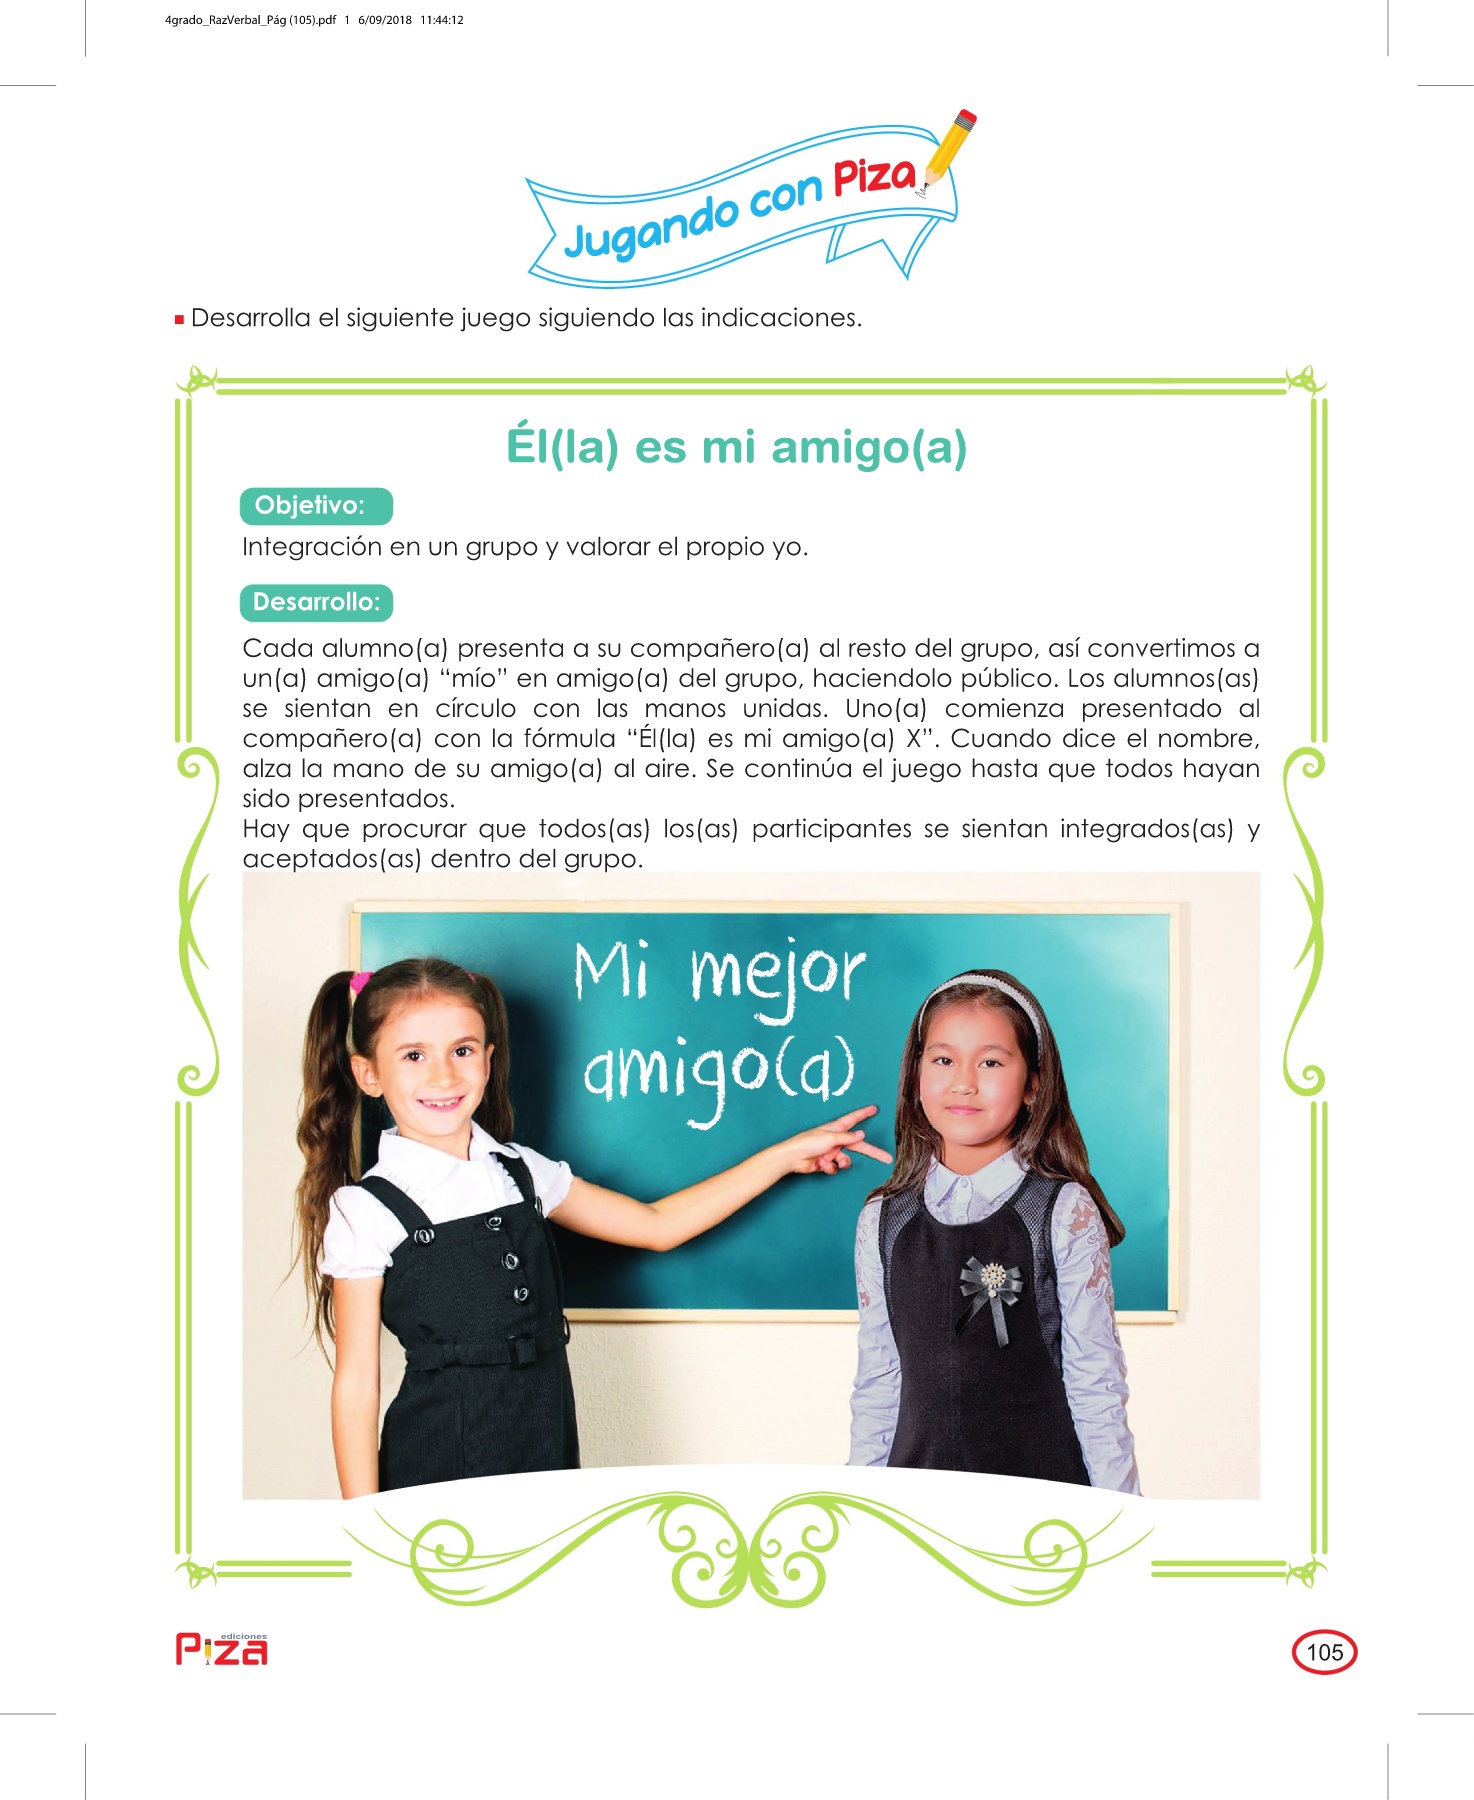 4grado_RazVerbal_Pág (105).pdf 1 6/09/2018 11:44:12
Jugando con Piza
Desarrolla el siguiente juego siguiendo las indicaciones.
Él(la) es mi amigo(a)
Objetivo:
Integración en un grupo y valorar el propio yo.
Desarrollo:
Cada alumno(a) presenta a su compañero(a) al resto del grupo, así convertimos a
un(a) amigo(a) “mío” en amigo(a) del grupo, haciendolo público. Los alumnos(as)
se sientan en círculo con las manos unidas. Uno(a) comienza presentado al
compañero(a) con la fórmula “Él(la) es mi amigo(a) X”. Cuando dice el nombre,
alza la mano de su amigo(a) al aire. Se continúa el juego hasta que todos hayan
sido presentados.
Hay que procurar que todos(as) los(as) participantes se sientan integrados(as) y
aceptados(as) dentro del grupo.
Mi mejor
amigo(a)
ediciones
Piza
105